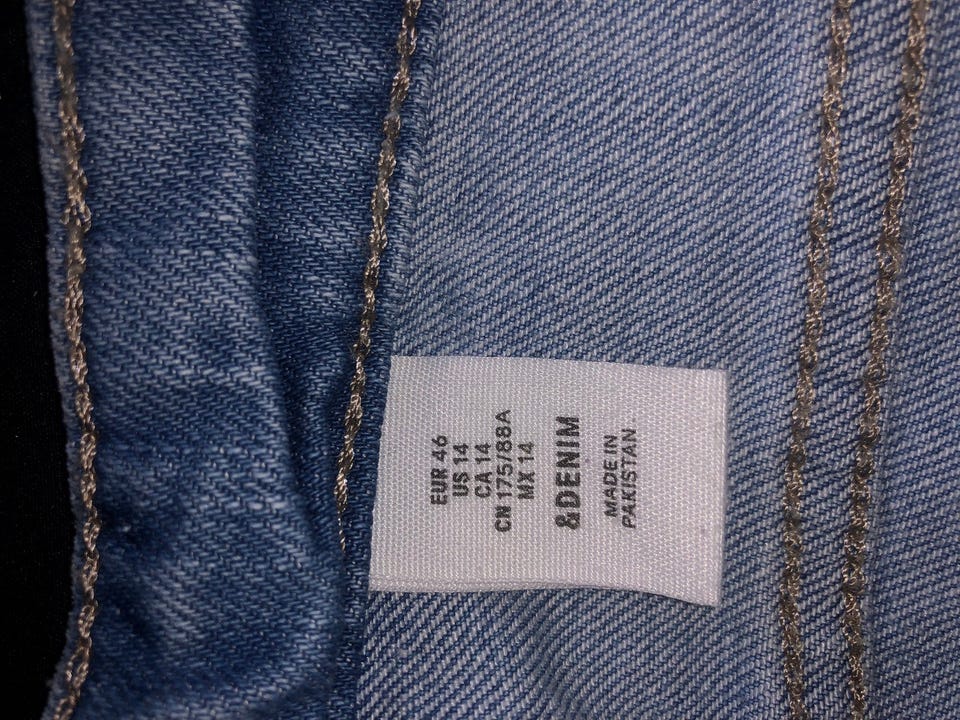 EUR 46
US 14
CA 14
CN 175/88A
MX 14
&DENIM
MADE IN
PAKISTAN